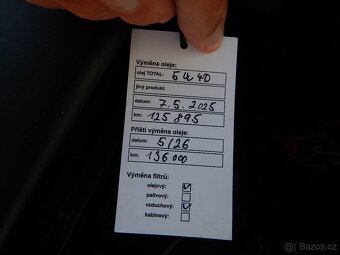 Výměna oleje:
olej TOTAL: 5W40
jiný produkt:
datum: 7.5.2025
km: 125 895
Příští výměna oleje:
datum: 5/26
km: 136 000
Výměna filtrů:
olejový: ☑
palivový: ☐
vzduchový: ☑
kabinový: ☐
Bazoš.cz